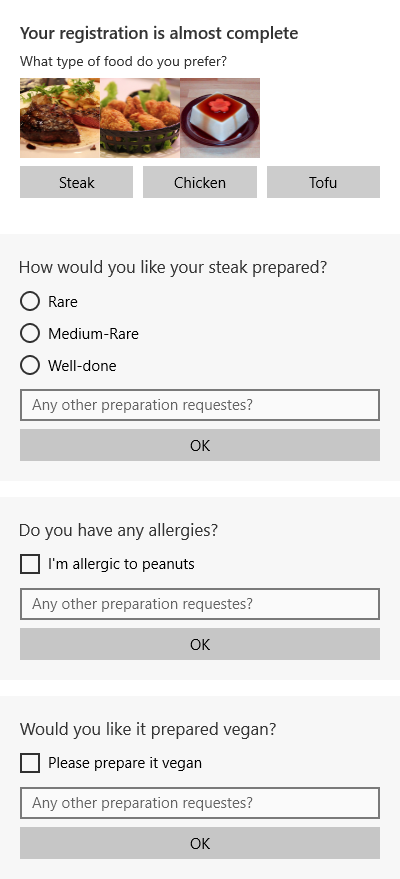 Your registration is almost complete
What type of food do you prefer?
Steak
Chicken
Tofu
How would you like your steak prepared?
Rare
Medium-Rare
Well-done
Any other preparation requestes?
OK
Do you have any allergies?
I'm allergic to peanuts
Any other preparation requestes?
OK
Would you like it prepared vegan?
Please prepare it vegan
Any other preparation requestes?
OK